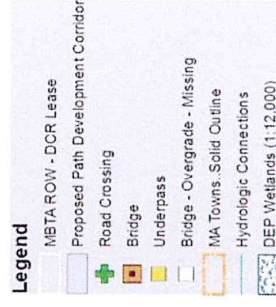 Legend
MBTA ROW - DCR Lease
Proposed Path Development Corridor
Road Crossing
Bridge
Underpass
Bridge - Overgrade - Missing
MA Towns..Solid Outline
Hydrologic Connections
DEP Wetlands (1:12,000)